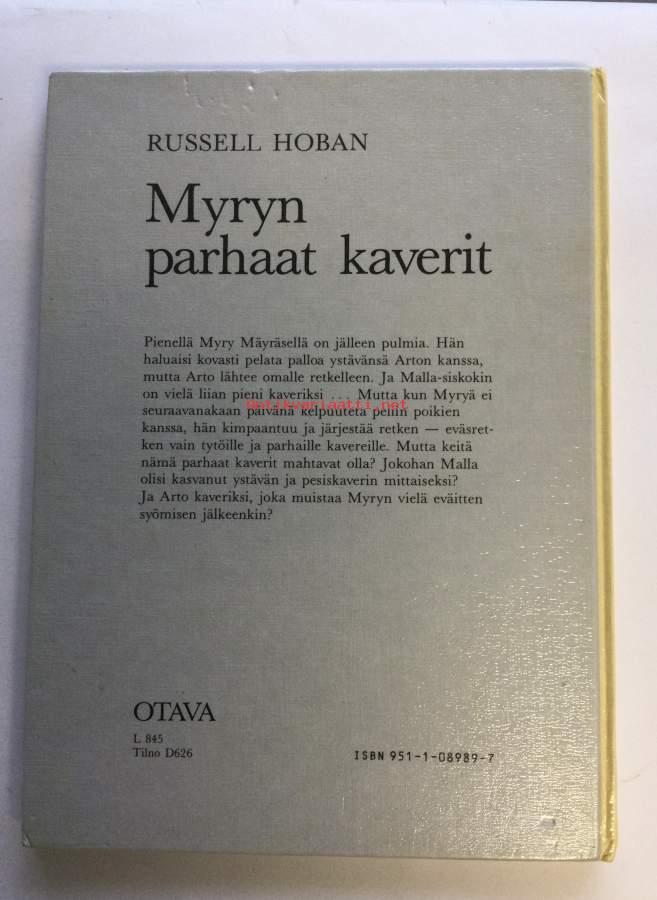 RUSSELL HOBAN
Myryn
parhaat kaverit
Pienellä Myry Mäyräsellä on jälleen pulmia. Hän
haluaisi kovasti pelata palloa ystävänsä Arton kanssa,
mutta Arto lähtee omalle retkelleen. Ja Malla-siskokin
on vielä liian pieni kaveriksi ... Mutta kun Myryä ei
antikvariaatti.net
seuraavanakaan päivänä kelpuuteta peliin poikien
kanssa, hän kimpaantuu ja järjestää retken — eväsret-
ken vain tytöille ja parhaille kavereille. Mutta keitä
nämä parhaat kaverit mahtavat olla? Jokohan Malla
olisi kasvanut ystävän ja pesiskaverin mittaiseksi?
Ja Arto kaveriksi, joka muistaa Myryn vielä eväitten
syömisen jälkeenkin?
OTAVA
L 845
Tilno D626
ISBN 951-1-08989-7